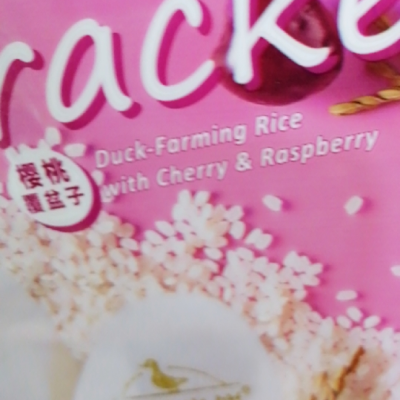 racke
櫻桃
覆盆子
Duck-Farming Rice
with Cherry & Raspberry